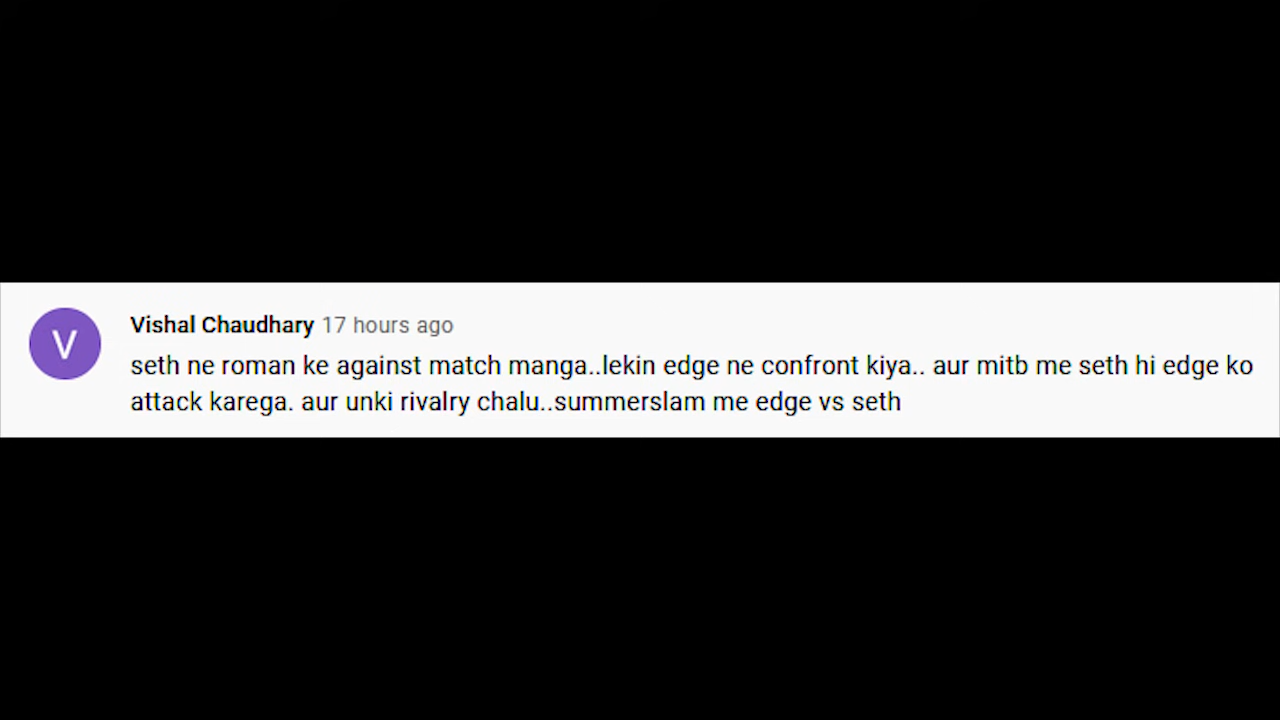 V
Vishal Chaudhary 17 hours ago
seth ne roman ke against match manga..lekin edge ne confront kiya.. aur mitb me seth hi edge ko
attack karega. aur unki rivalry chalu..summerslam me edge vs seth